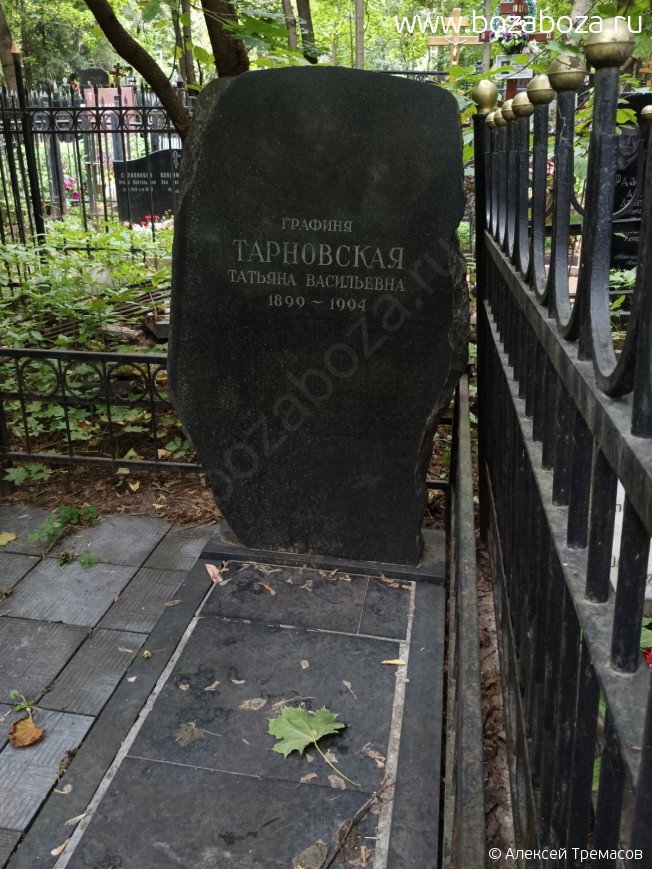 www.bozaboza.ru
ГРАФИНЯ
ТАРНОВСКАЯ
ТАТЬЯНА ВАСИЛЬЕВНА
1899 ~ 1994
bozaboza.ru
© Алексей Тремасов